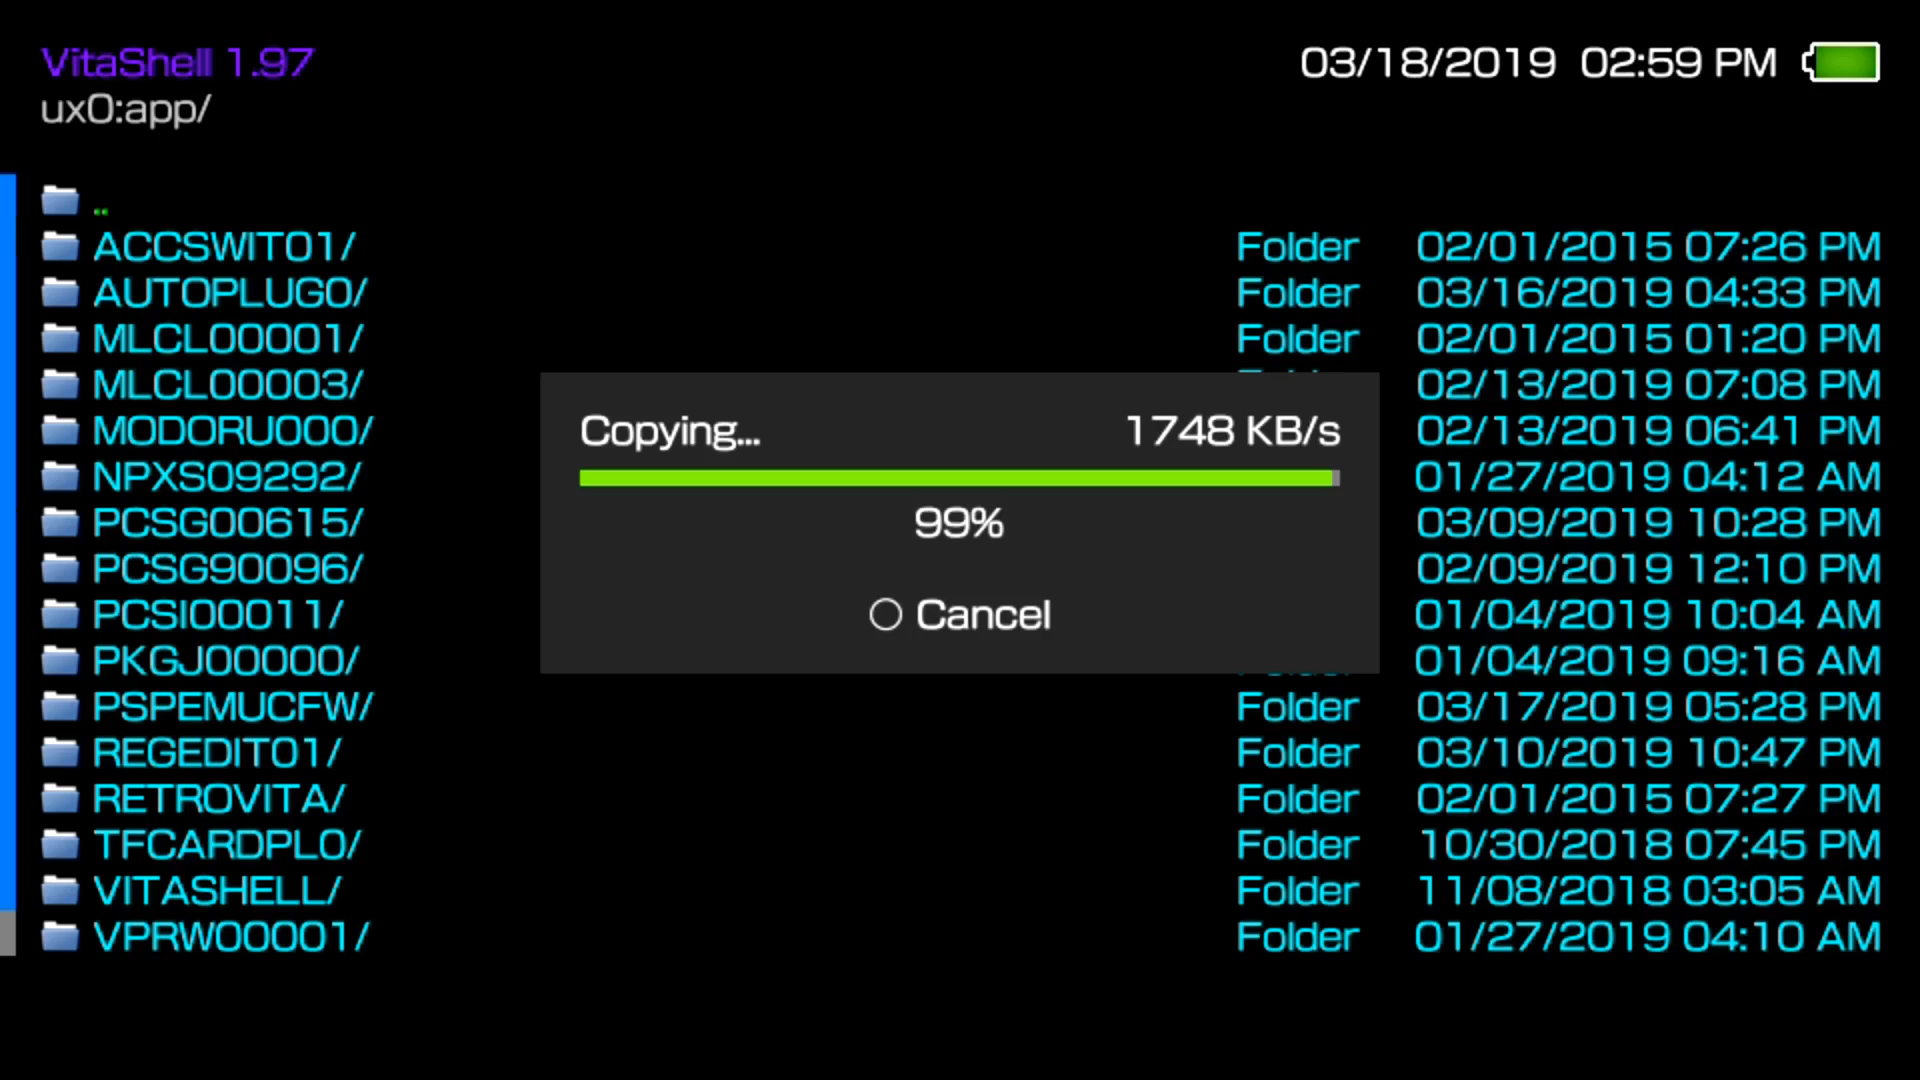 VitaShell 1.97 03/18/2019 02:59 PM
ux0:app/
..
ACCSWIT01/ Folder 02/01/2015 07:26 PM
AUTOPLUG0/ Folder 03/16/2019 04:33 PM
MLCL00001/ Folder 02/01/2015 01:20 PM
MLCL00003/ 02/13/2019 07:08 PM
MODORU000/ 02/13/2019 06:41 PM
NPXS09292/ 01/27/2019 04:12 AM
PCSG00615/ 03/09/2019 10:28 PM
PCSG90096/ 02/09/2019 12:10 PM
PCSI00011/ 01/04/2019 10:04 AM
PKGJ00000/ 01/04/2019 09:16 AM
PSPEMUCFW/ Folder 03/17/2019 05:28 PM
REGEDIT01/ Folder 03/10/2019 10:47 PM
RETROVITA/ Folder 02/01/2015 07:27 PM
TFCARDPL0/ Folder 10/30/2018 07:45 PM
VITASHELL/ Folder 11/08/2018 03:05 AM
VPRW00001/ Folder 01/27/2019 04:10 AM
Copying... 1748 KB/s
99%
Cancel